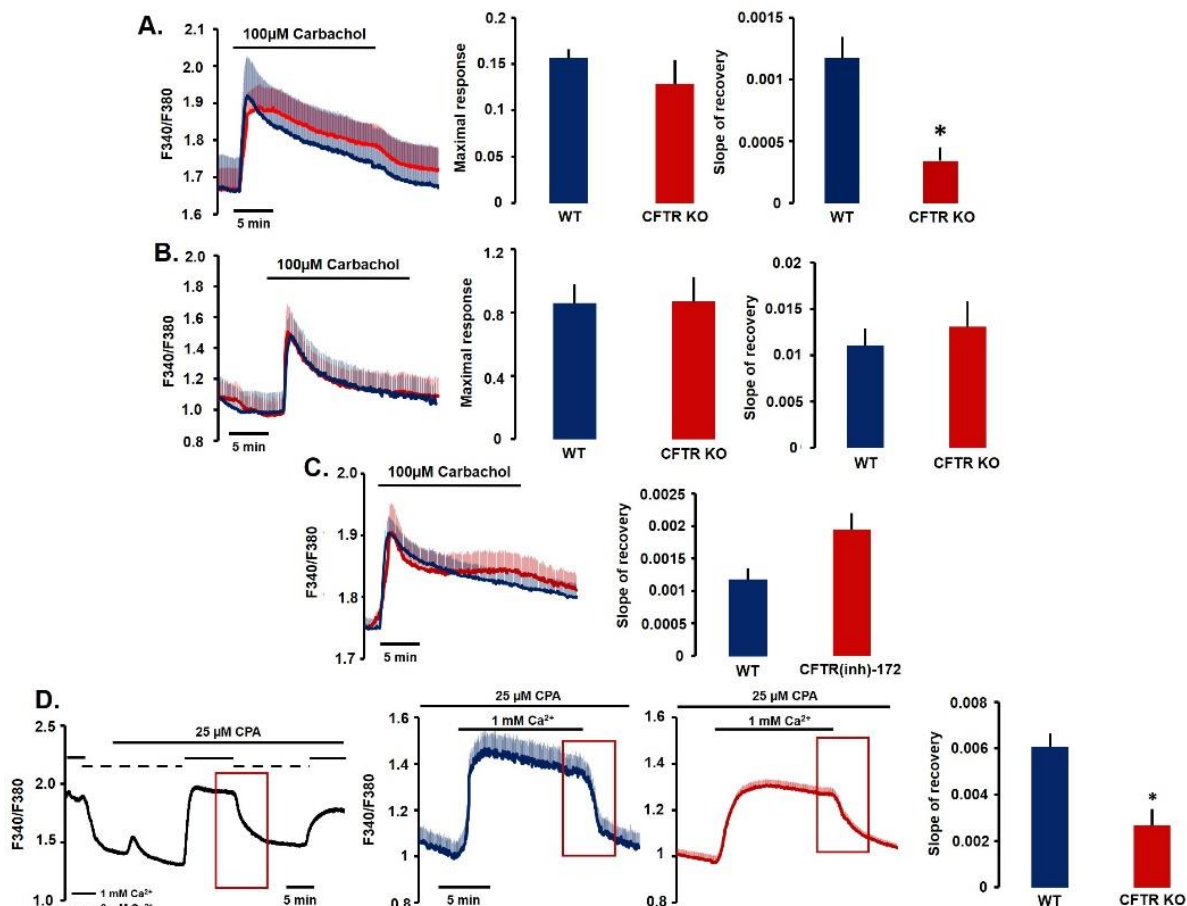 A.
100µM Carbachol
F340/F380
2.1
2.0
1.9
1.8
1.7
1.6
5 min
Maximal response
0.2
0.15
0.1
0.05
0
WT
CFTR KO
Slope of recovery
0.0015
0.001
0.0005
0
*
WT
CFTR KO
B.
100µM Carbachol
F340/F380
2.0
1.8
1.6
1.4
1.2
1.0
0.8
5 min
Maximal response
1.2
0.8
0.4
0
WT
CFTR KO
Slope of recovery
0.02
0.015
0.01
0.005
0
WT
CFTR KO
C.
100µM Carbachol
F340/F380
2.0
1.9
1.8
1.7
5 min
Slope of recovery
0.0025
0.002
0.0015
0.001
0.0005
0
WT
CFTR(inh)-172
D.
25 µM CPA
F340/F380
2.5
2.0
1.5
1.0
1 mM Ca²⁺
5 min
25 µM CPA
1 mM Ca²⁺
1.6
1.4
1.2
1
0.8
5 min
25 µM CPA
1 mM Ca²⁺
1.6
1.4
1.2
1
0.8
Slope of recovery
0.008
0.006
0.004
0.002
0
*
WT
CFTR KO